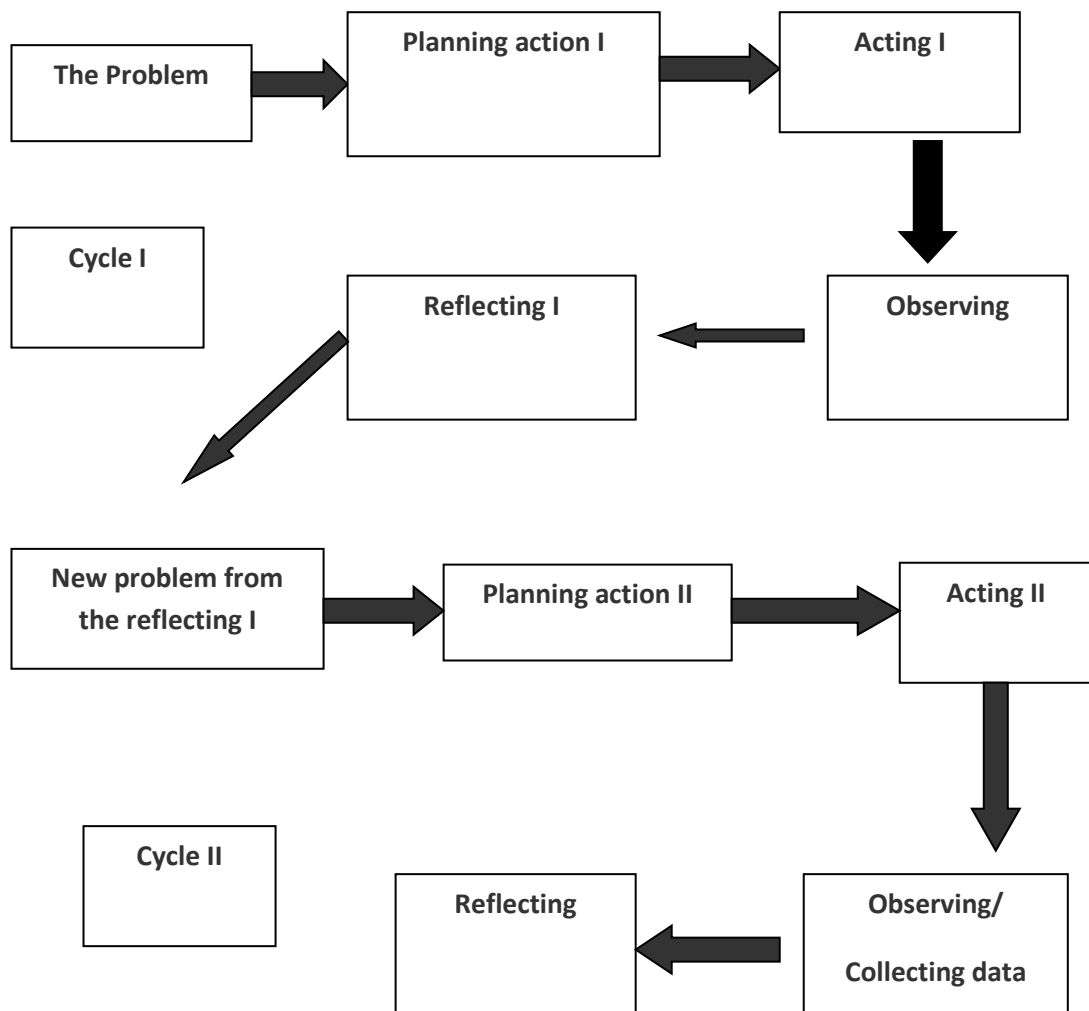 The Problem
Planning action I
Acting I
Cycle I
Reflecting I
Observing
New problem from
the reflecting I
Planning action II
Acting II
Cycle II
Reflecting
Observing/
Collecting data